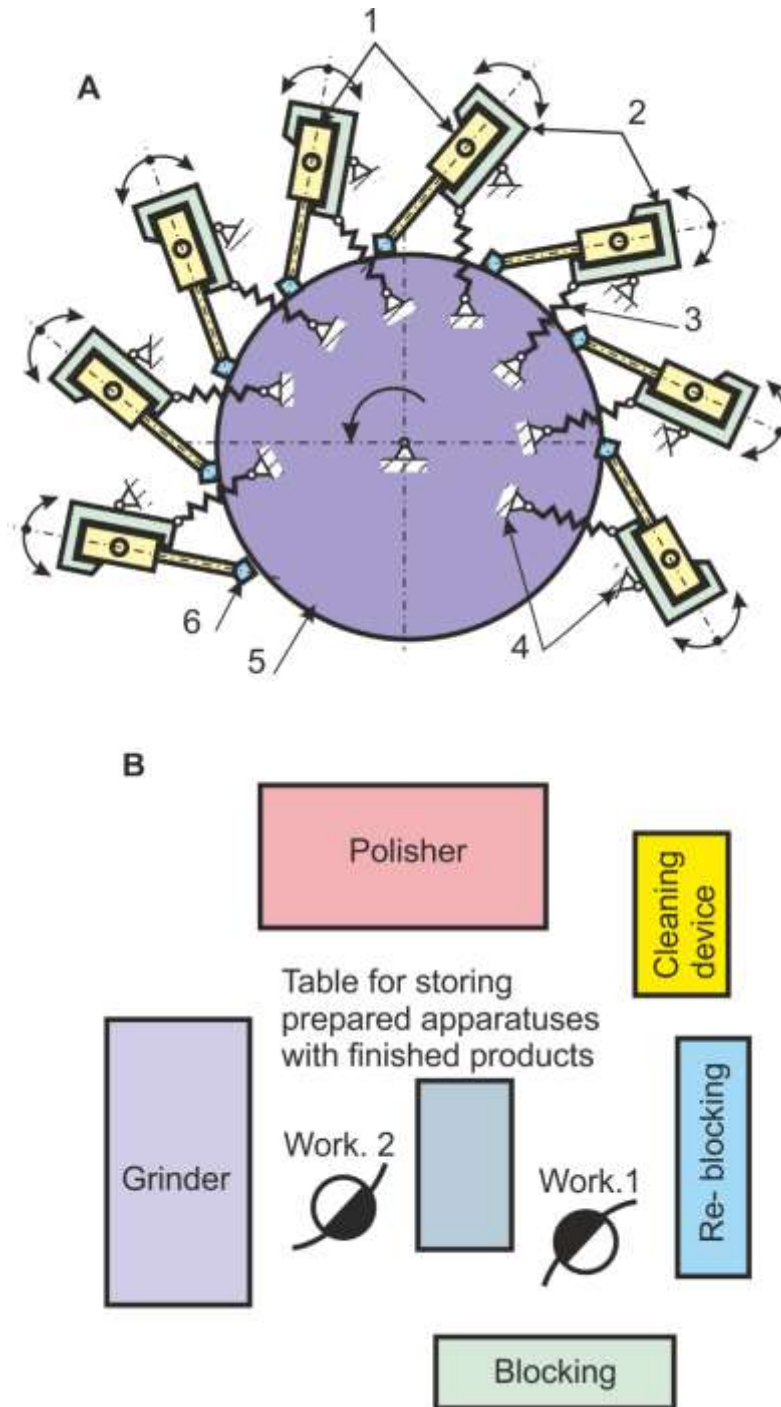 1
A
2
3
6
5
4
B
Polisher
Cleaning
device
Table for storing
prepared apparatuses
with finished products
Work. 2
Work.1
Grinder
Re- blocking
Blocking